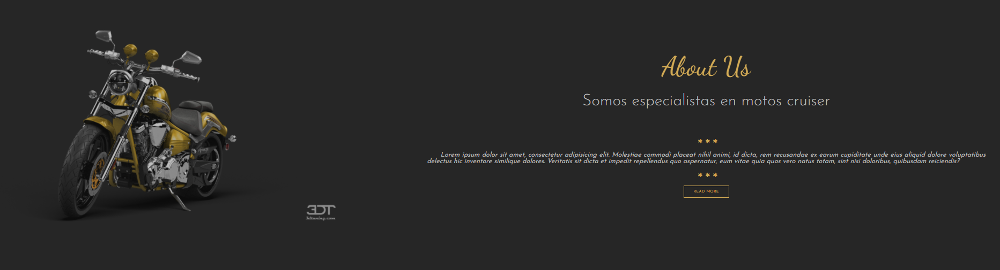 About Us
Somos especialistas en motos cruiser
***
Lorem ipsum dolor sit amet, consectetur adipisicing elit. Molestiae commodi placeat nihil animi, id dicta, rem recusandae ex earum cupiditate unde eius aliquid dolore voluptatibus
delectus hic inventore similique dolores. Veritatis sit dicta et impedit repellendus quo aspernatur, eum vitae quia quos vero natus totam, sint nisi doloribus, quibusdam reiciendis?
***
READ MORE
3DT
3dtuning.com